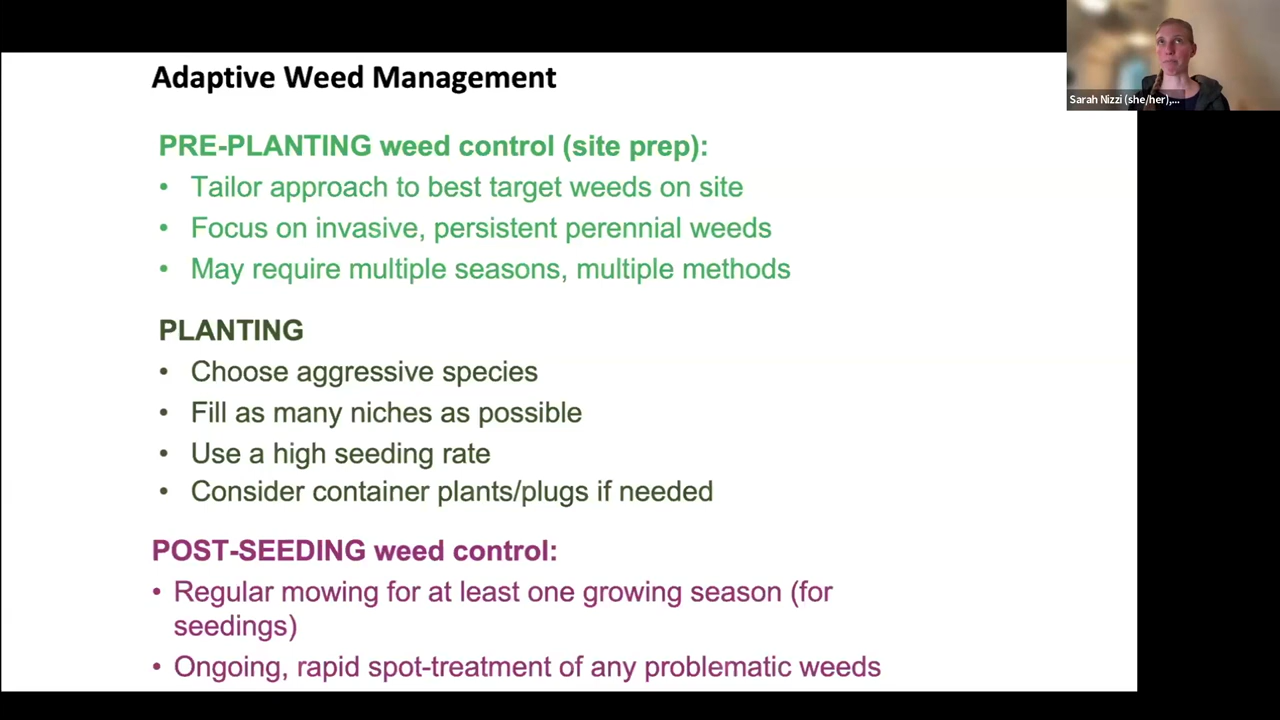 Adaptive Weed Management
Sarah Nizzi (she/her),...
PRE-PLANTING weed control (site prep):
• Tailor approach to best target weeds on site
• Focus on invasive, persistent perennial weeds
• May require multiple seasons, multiple methods
PLANTING
• Choose aggressive species
• Fill as many niches as possible
• Use a high seeding rate
• Consider container plants/plugs if needed
POST-SEEDING weed control:
• Regular mowing for at least one growing season (for
seedings)
• Ongoing, rapid spot-treatment of any problematic weeds